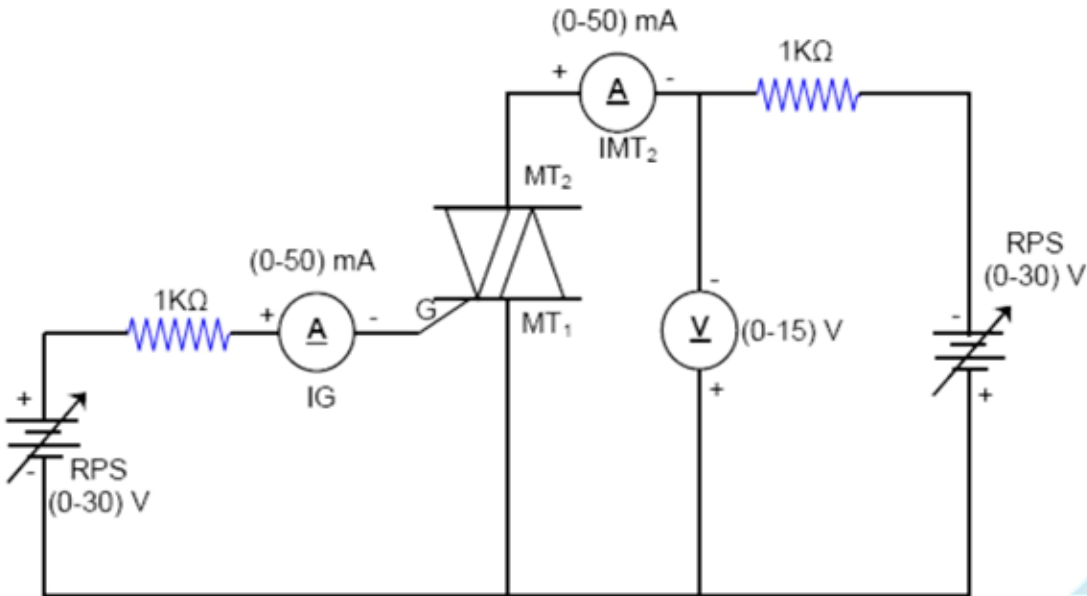 (0-50) mA
1KΩ
+ A -
IMT₂
MT₂
(0-50) mA
RPS
(0-30) V
1KΩ
+ A -
G
MT₁
IG
-
V
(0-15) V
+
-
+
+
-
RPS
(0-30) V